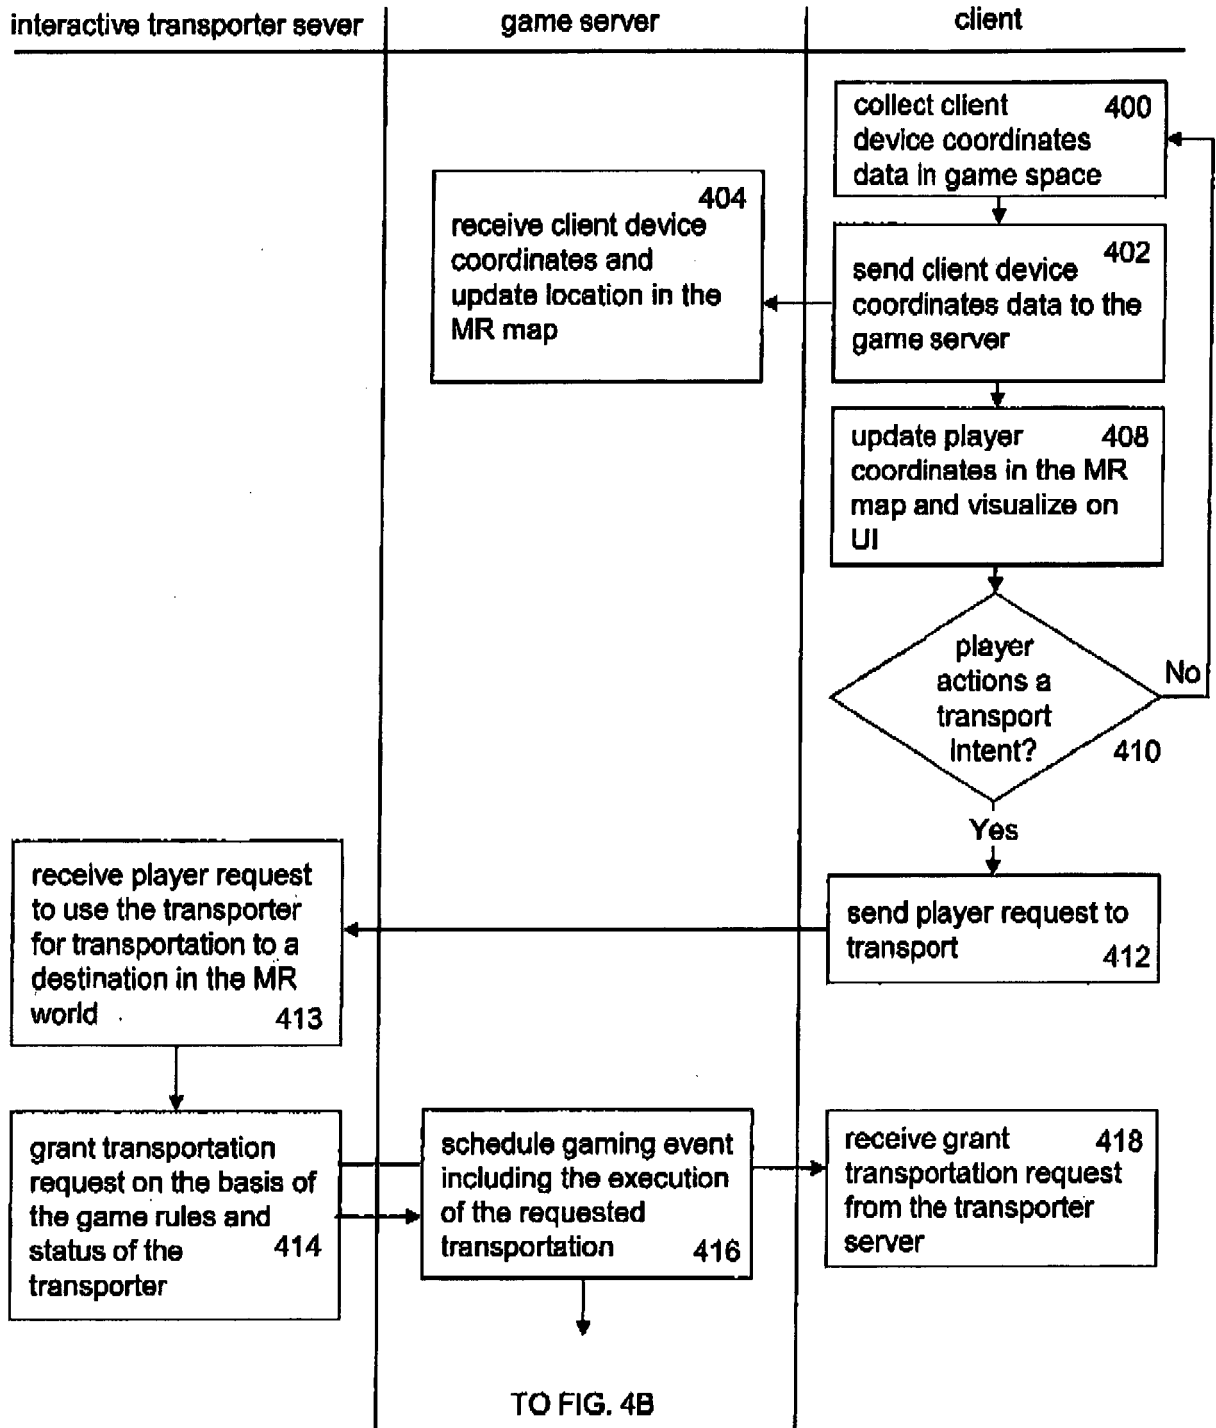 interactive transporter sever
game server
client
collect client 400
device coordinates
data in game space
404
receive client device
coordinates and
update location in the
MR map
402
send client device
coordinates data to the
game server
update player 408
coordinates in the MR
map and visualize on
UI
player
actions a
transport
intent?
No
410
Yes
receive player request
to use the transporter
for transportation to a
destination in the MR
world 413
send player request to
transport 412
grant transportation
request on the basis of
the game rules and
status of the 414
transporter
schedule gaming event
including the execution
of the requested
transportation 416
receive grant 418
transportation request
from the transporter
server
TO FIG. 4B